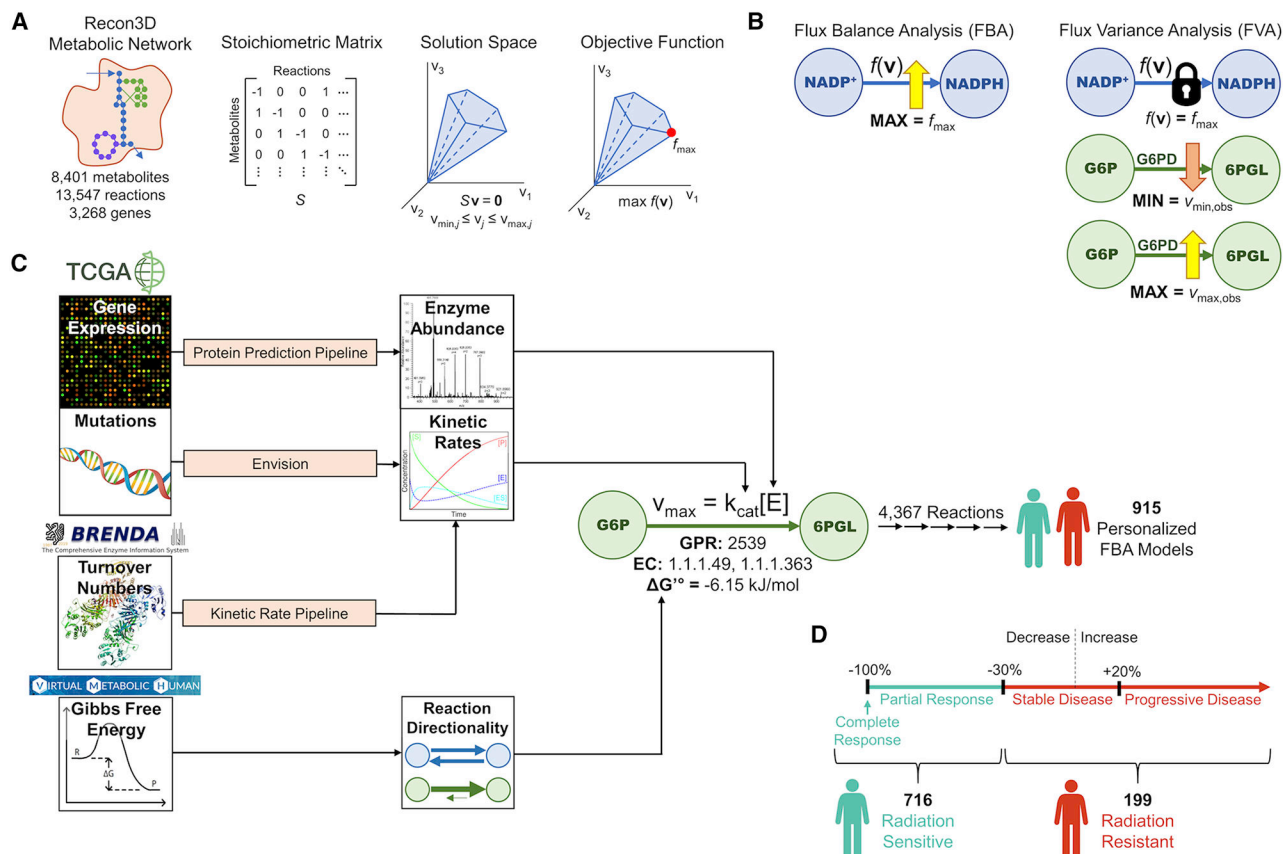 A
Recon3D
Metabolic Network
8,401 metabolites
13,547 reactions
3,268 genes
Stoichiometric Matrix
Reactions
Metabolites
-1 0 0 1 ⋯
1 -1 0 0 ⋯
0 1 -1 0 ⋯
0 0 1 -1 ⋯
⋮ ⋮ ⋮ ⋮ ⋱
S
Solution Space
v3
v1
v2
Sv = 0
vmin,j ≤ vj ≤ vmax,j
Objective Function
v3
fmax
v1
v2
max f(v)
B
Flux Balance Analysis (FBA)
NADP+
f(v)
NADPH
MAX = fmax
Flux Variance Analysis (FVA)
NADP+
f(v)
NADPH
f(v) = fmax
G6P
G6PD
6PGL
MIN = vmin,obs
G6P
G6PD
6PGL
MAX = vmax,obs
C
TCGA
Gene
Expression
Protein Prediction Pipeline
Enzyme
Abundance
Mutations
Envision
Kinetic
Rates
[S]
[P]
[E]
[ES]
Concentration
Time
BRENDA
The Comprehensive Enzyme Information System
Turnover
Numbers
Kinetic Rate Pipeline
VIRTUAL METABOLIC HUMAN
Gibbs Free
Energy
R
ΔG
P
Reaction
Directionality
G6P
vmax = kcat[E]
6PGL
GPR: 2539
EC: 1.1.1.49, 1.1.1.363
ΔG'° = -6.15 kJ/mol
4,367 Reactions
915
Personalized
FBA Models
D
Decrease
Increase
-100%
-30%
+20%
Partial Response
Stable Disease
Progressive Disease
Complete
Response
716
Radiation
Sensitive
199
Radiation
Resistant